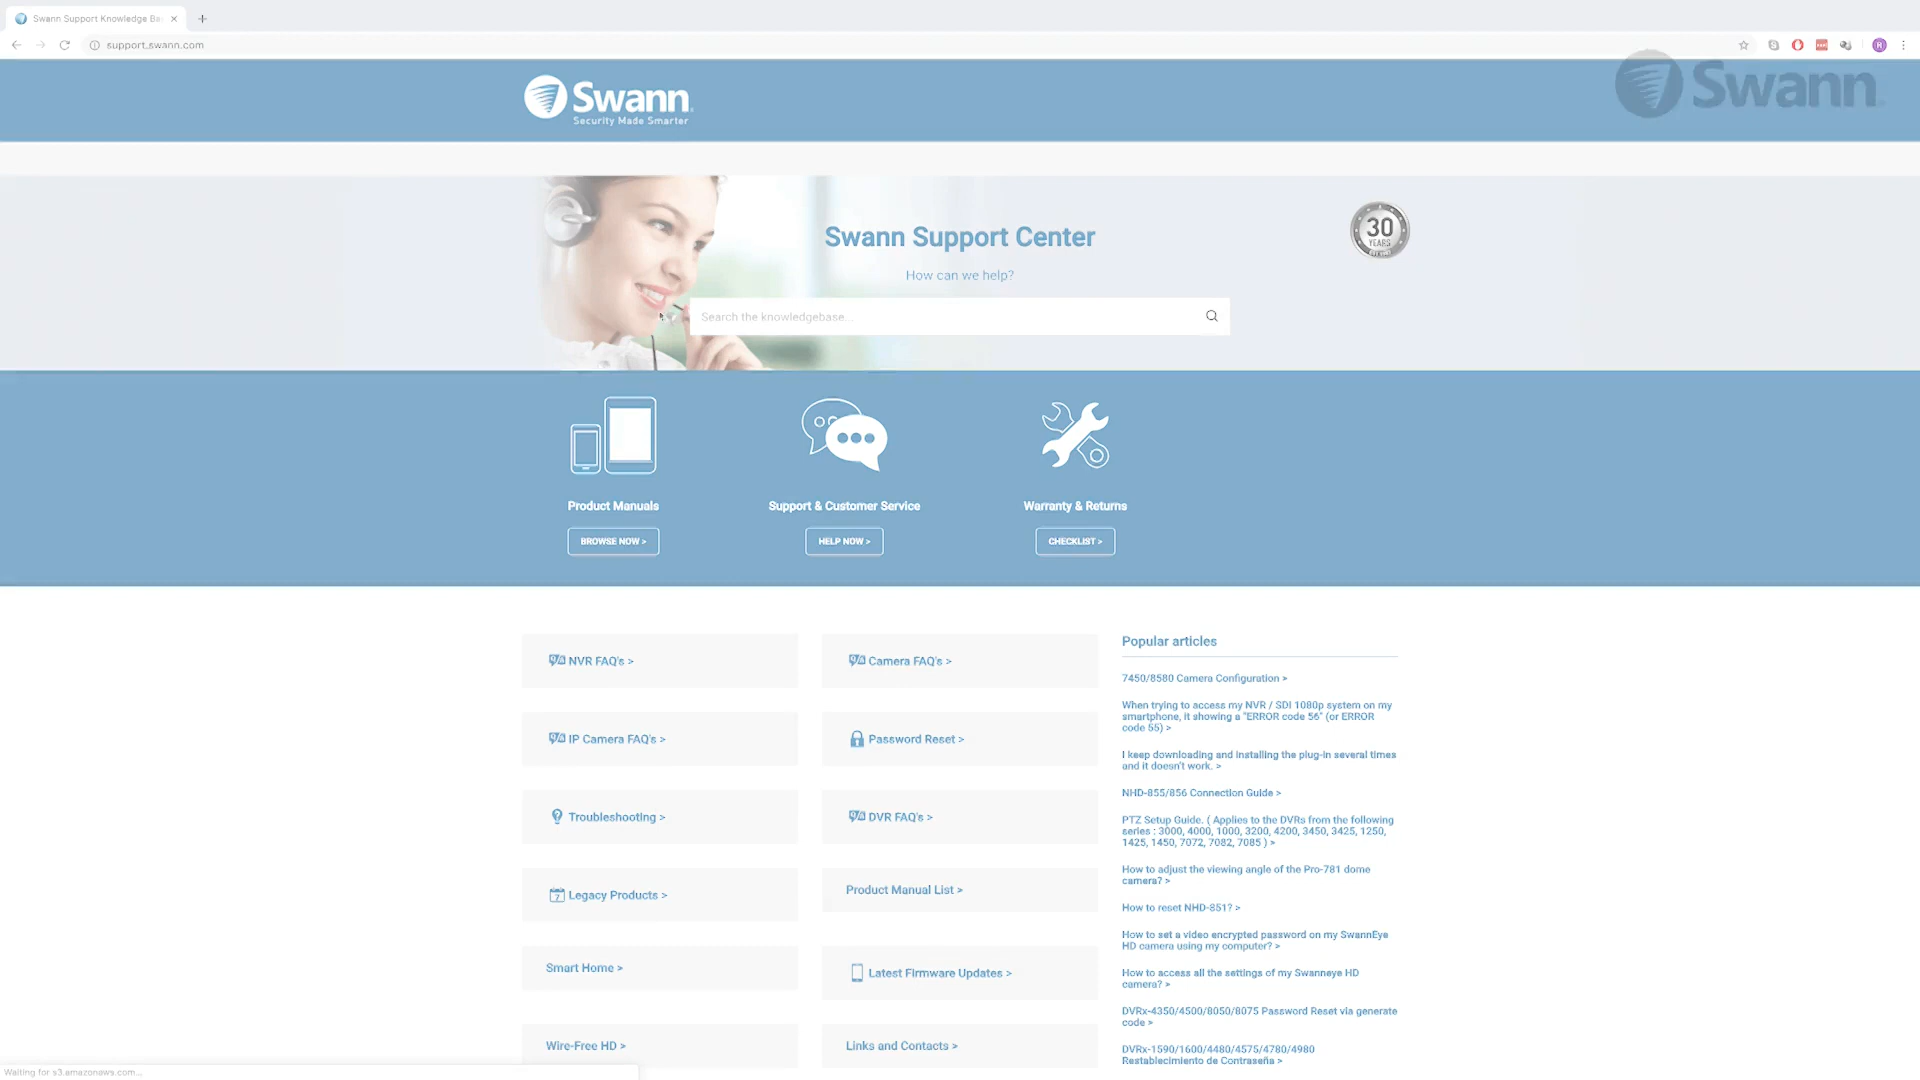 Swann Support Knowledge Ba
support.swann.com
Swann
Security Made Smarter
Swann
Swann Support Center
30
YEARS
How can we help?
Search the knowledgebase...
Product Manuals
Support & Customer Service
Warranty & Returns
BROWSE NOW >
HELP NOW >
CHECKLIST >
NVR FAQ's >
Camera FAQ's >
IP Camera FAQ's >
Password Reset >
Troubleshooting >
DVR FAQ's >
Legacy Products >
Product Manual List >
Smart Home >
Latest Firmware Updates >
Wire-Free HD >
Links and Contacts >
Popular articles
7450/8580 Camera Configuration >
When trying to access my NVR / SDI 1080p system on my
smartphone, it showing a "ERROR code 56" (or ERROR
code 55) >
I keep downloading and installing the plug-in several times
and it doesn't work. >
NHD-855/856 Connection Guide >
PTZ Setup Guide. ( Applies to the DVRs from the following
series : 3000, 4000, 1000, 3200, 4200, 3450, 3425, 1250,
1425, 1450, 7072, 7082, 7085 ) >
How to adjust the viewing angle of the Pro-781 dome
camera? >
How to reset NHD-851? >
How to set a video encrypted password on my SwannEye
HD camera using my computer? >
How to access all the settings of my Swanneye HD
camera? >
DVRx-4350/4500/8050/8075 Password Reset via generate
code >
DVRx-1590/1600/4480/4575/4780/4980
Restablecimiento de Contraseña >
Waiting for s3.amazonaws.com...